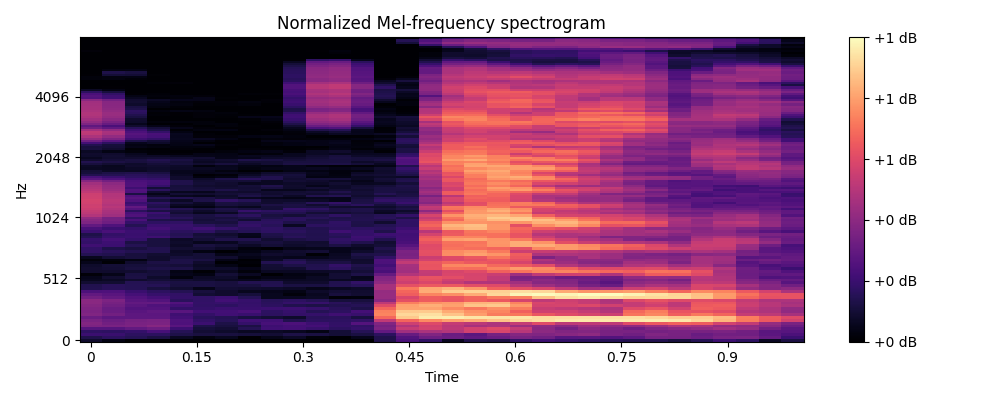 Normalized Mel-frequency spectrogram
Hz
4096
2048
1024
512
0
0 0.15 0.3 0.45 0.6 0.75 0.9
Time
+1 dB
+1 dB
+1 dB
+0 dB
+0 dB
+0 dB